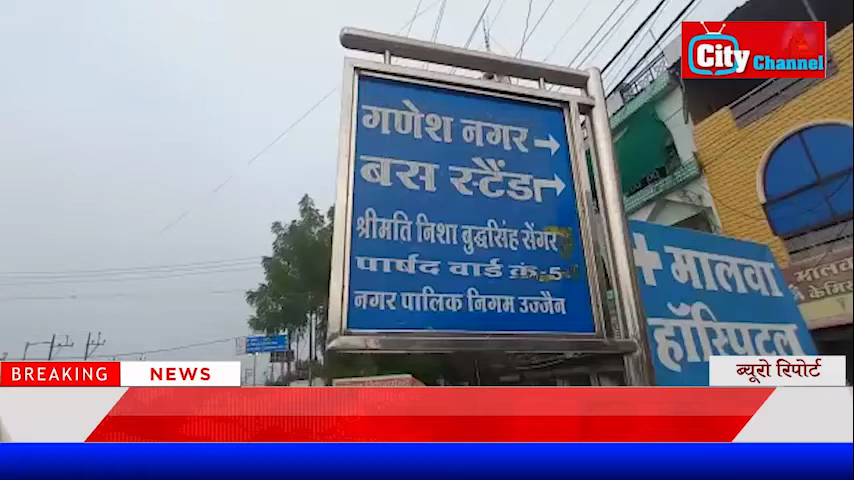 City
Channel
गणेश नगर →
बस स्टैंड →
श्रीमति निशा बुद्धसिंह सेंगर
पार्षद वार्ड कं.-5
नगर पालिक निगम उज्जैन
+ मालवा
हॉस्पिटल
BREAKING NEWS
ब्यूरो रिपोर्ट